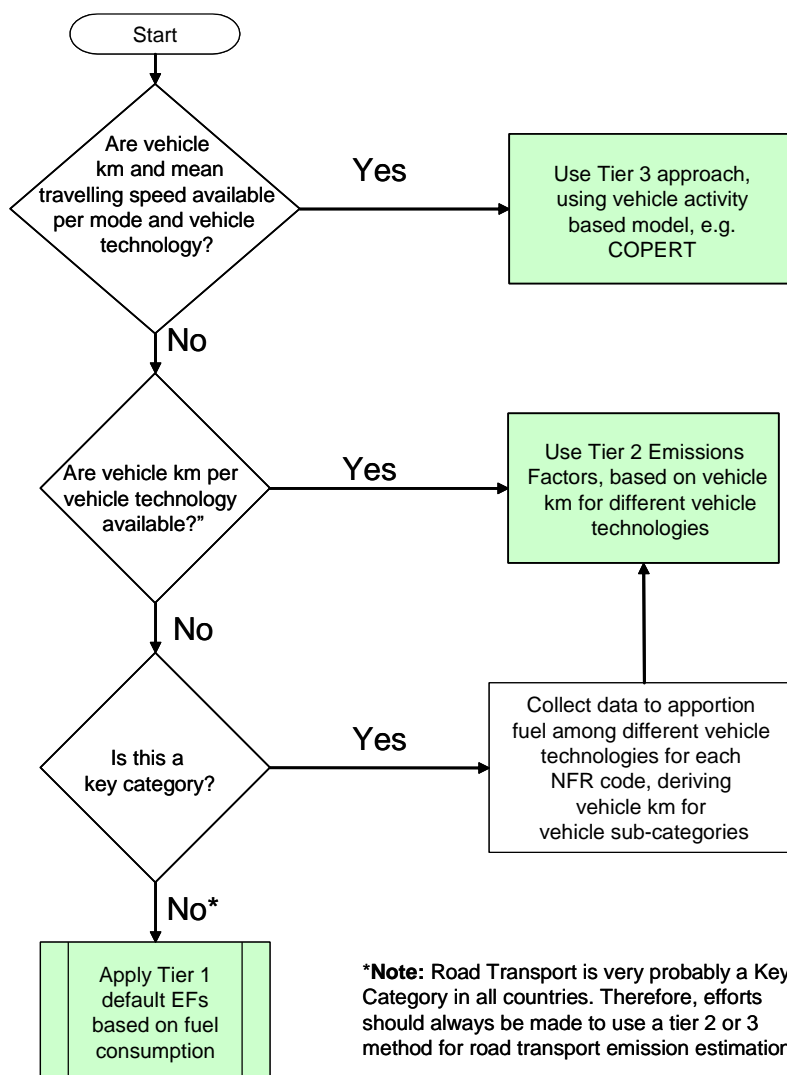 Start
Are vehicle
km and mean
travelling speed available
per mode and vehicle
technology?
Yes
Use Tier 3 approach,
using vehicle activity
based model, e.g.
COPERT
No
Are vehicle km per
vehicle technology
available?”
Yes
Use Tier 2 Emissions
Factors, based on vehicle
km for different vehicle
technologies
No
Is this a
key category?
Yes
Collect data to apportion
fuel among different vehicle
technologies for each
NFR code, deriving
vehicle km for
vehicle sub-categories
No*
Apply Tier 1
default EFs
based on fuel
consumption
*Note: Road Transport is very probably a Key
Category in all countries. Therefore, efforts
should always be made to use a tier 2 or 3
method for road transport emission estimation